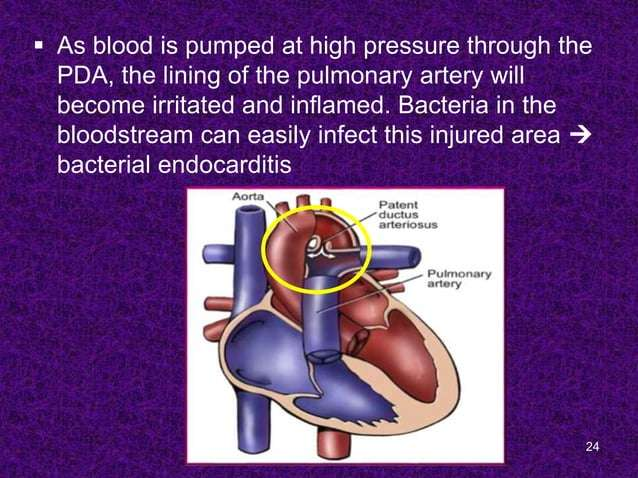 ▪ As blood is pumped at high pressure through the
PDA, the lining of the pulmonary artery will
become irritated and inflamed. Bacteria in the
bloodstream can easily infect this injured area ➔
bacterial endocarditis
Aorta
Patent
ductus
arteriosus
Pulmonary
artery
24